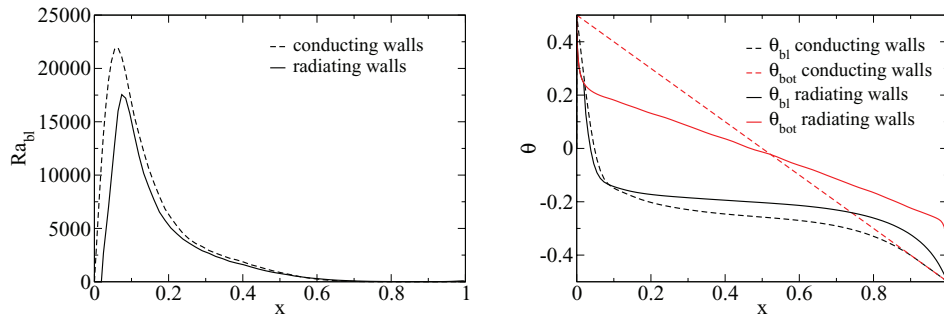 25000
20000
15000
10000
5000
0
Ra_bl
0
0.2
0.4
0.6
0.8
1
x
conducting walls
radiating walls
0.4
0.2
0
-0.2
-0.4
θ
0
0.2
0.4
0.6
0.8
x
θ_bl conducting walls
θ_bot conducting walls
θ_bl radiating walls
θ_bot radiating walls